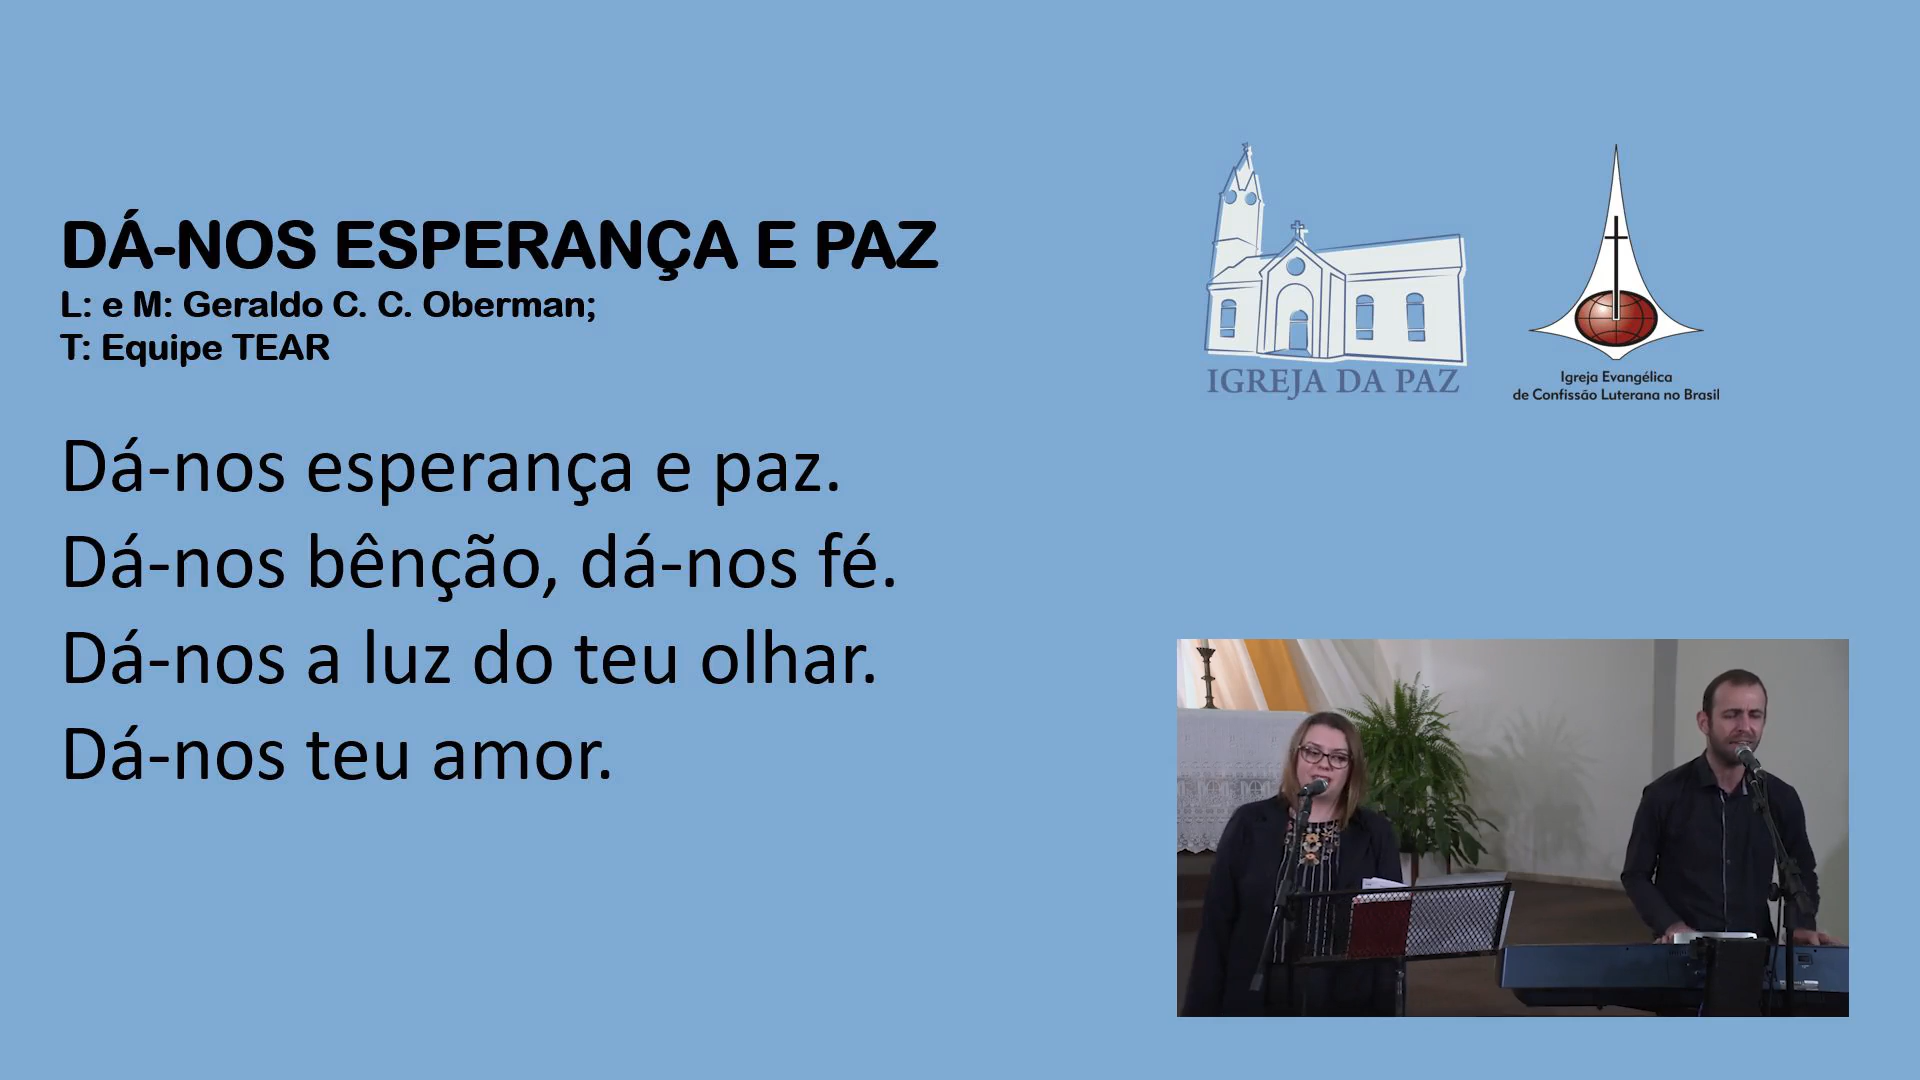 DÁ-NOS ESPERANÇA E PAZ
L: e M: Geraldo C. C. Oberman;
T: Equipe TEAR
Dá-nos esperança e paz.
Dá-nos bênção, dá-nos fé.
Dá-nos a luz do teu olhar.
Dá-nos teu amor.
IGREJA DA PAZ
Igreja Evangélica
de Confissão Luterana no Brasil